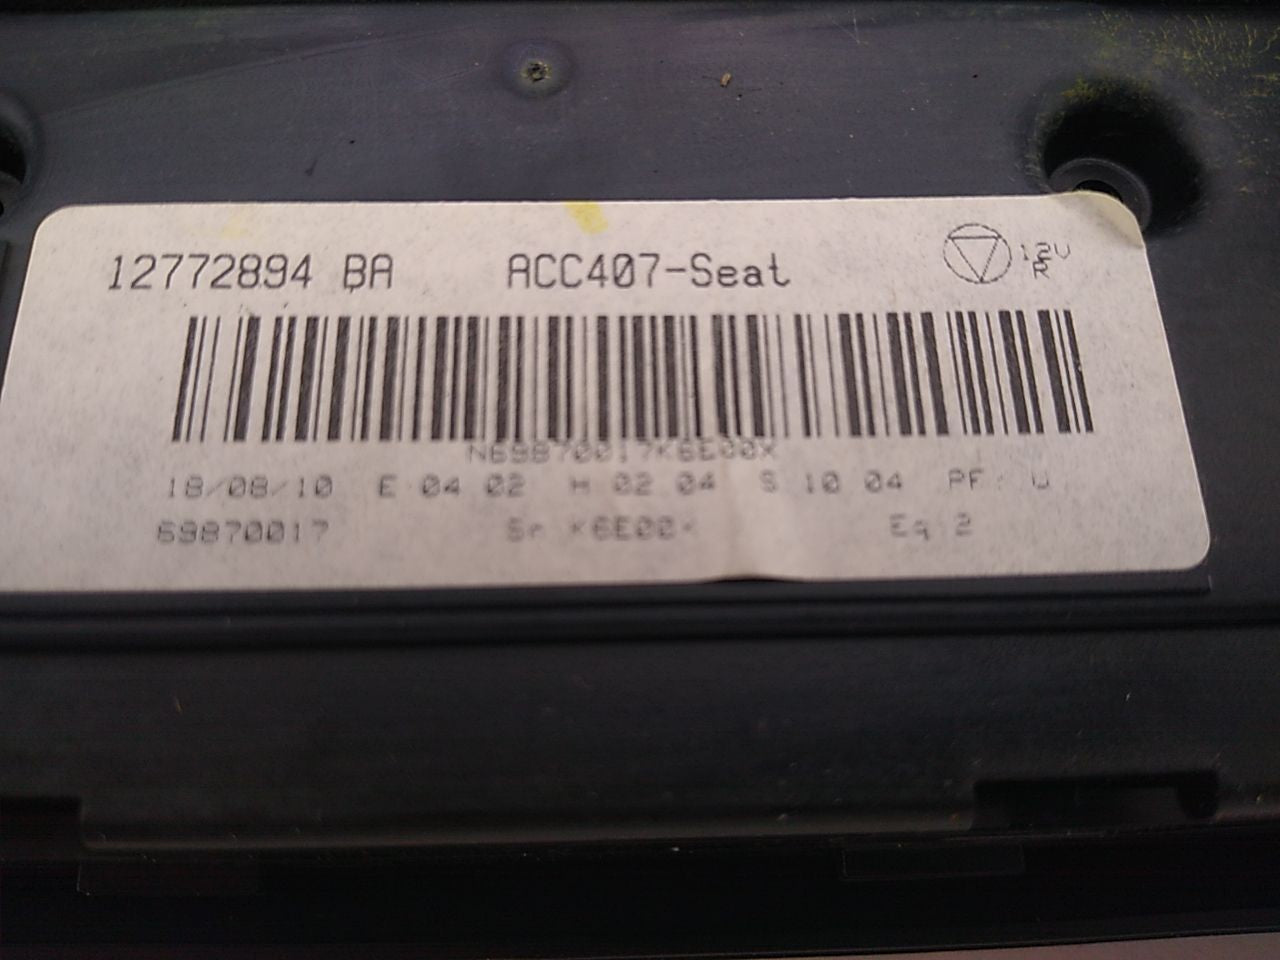 12772894 BA ACC407-Seat 12V
R
N69870017K6E00X
18/08/10 E 04 02 H 02 04 S 10 04 PF: U
69870017 Sr *6E00* Eq 2